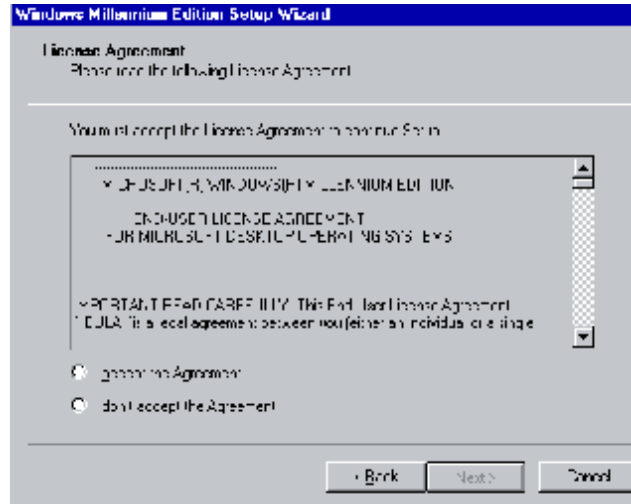 Windows Millennium Edition Setup Wizard
License Agreement
Please read the following License Agreement
You must accept the License Agreement to continue Setup
MICROSOFT(R) WINDOWS(R) MILLENNIUM EDITION
END-USER LICENSE AGREEMENT
FOR MICROSOFT DESKTOP OPERATING SYSTEMS
IMPORTANT READ CAREFULLY: This End User License Agreement
("EULA") is a legal agreement between you (either an individual or a single
I accept the Agreement
I don't accept the Agreement
< Back Next > Cancel